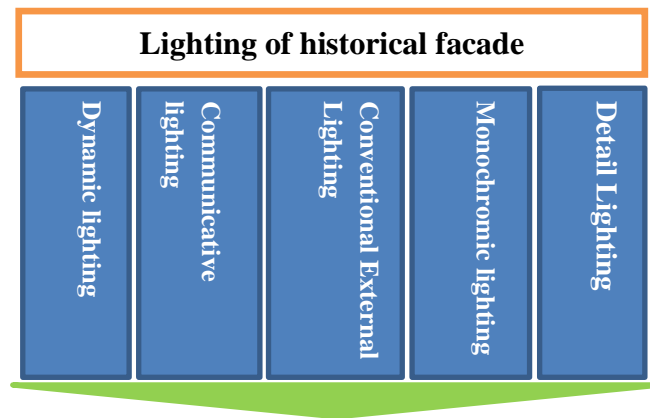 Lighting of historical facade
Dynamic lighting
Communicative
lighting
Conventional External
Lighting
Monochromic lighting
Detail Lighting